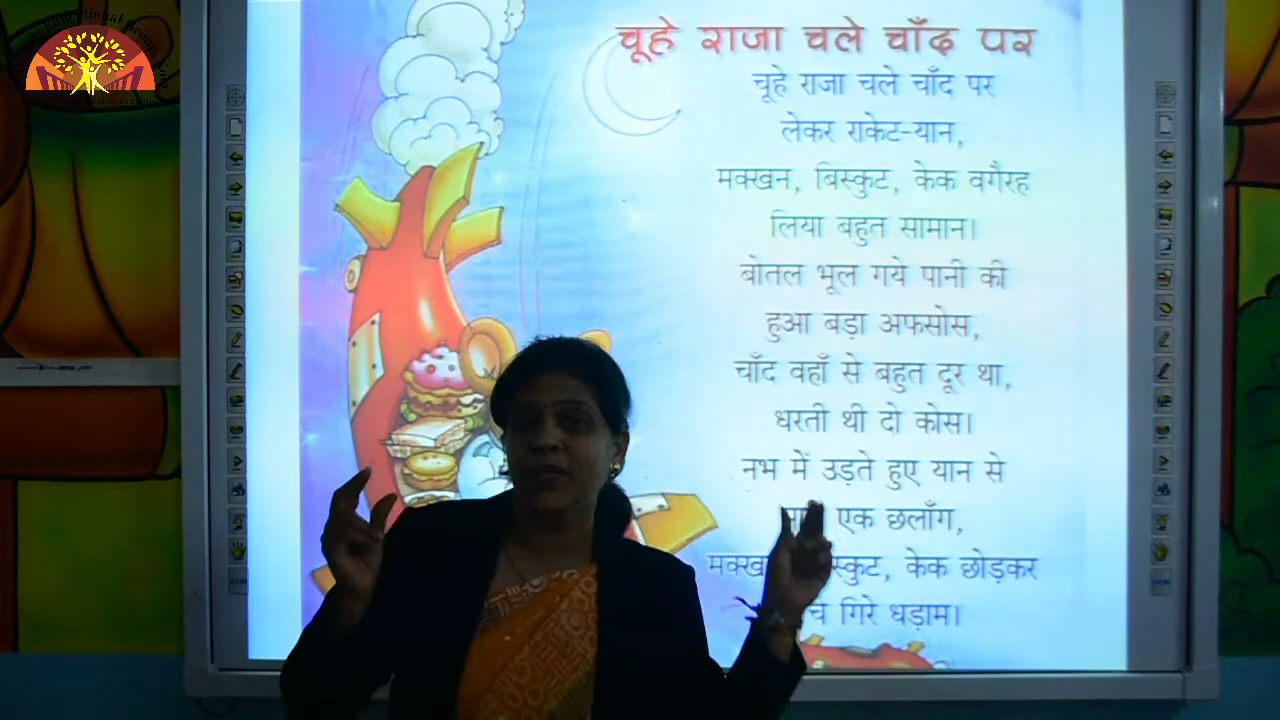 चूहे राजा चले चाँद पर
चूहे राजा चले चाँद पर
लेकर राकेट-यान,
मक्खन, बिस्कुट, केक वगैरह
लिया बहुत सामान।
बोतल भूल गये पानी की
हुआ बड़ा अफसोस,
चाँद वहाँ से बहुत दूर था,
धरती थी दो कोस।
नभ में उड़ते हुए यान से
एक छलाँग,
केक छोड़कर
गिरे धड़ाम।